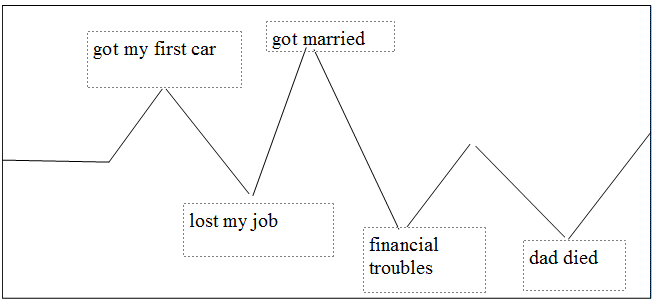 got my first car
got married
lost my job
financial
troubles
dad died